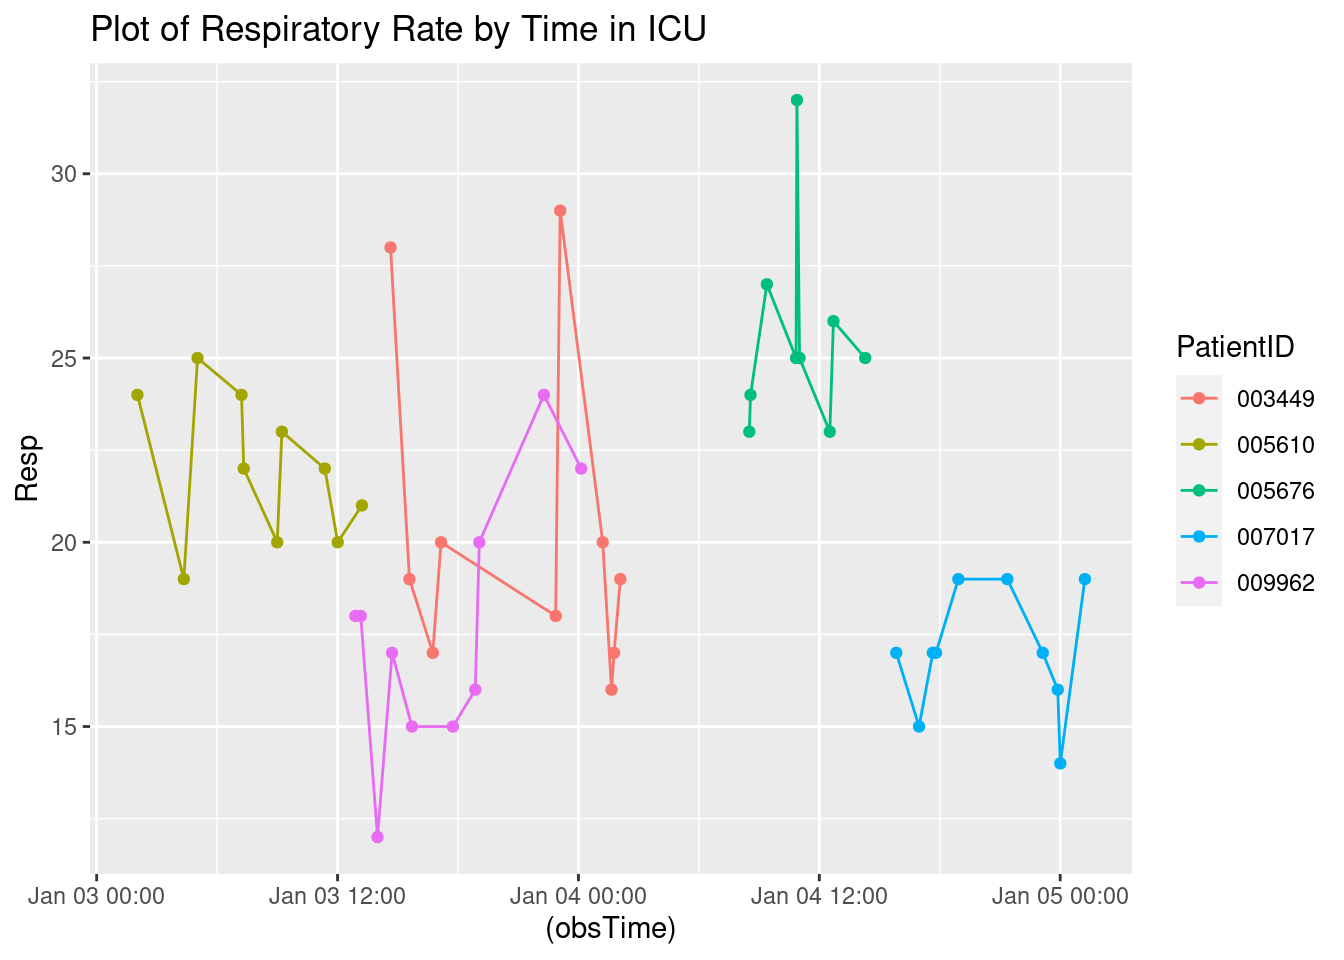 Plot of Respiratory Rate by Time in ICU
30
25
20
15
Resp
Jan 03 00:00
Jan 03 12:00
Jan 04 00:00
Jan 04 12:00
Jan 05 00:00
(obsTime)
PatientID
003449
005610
005676
007017
009962